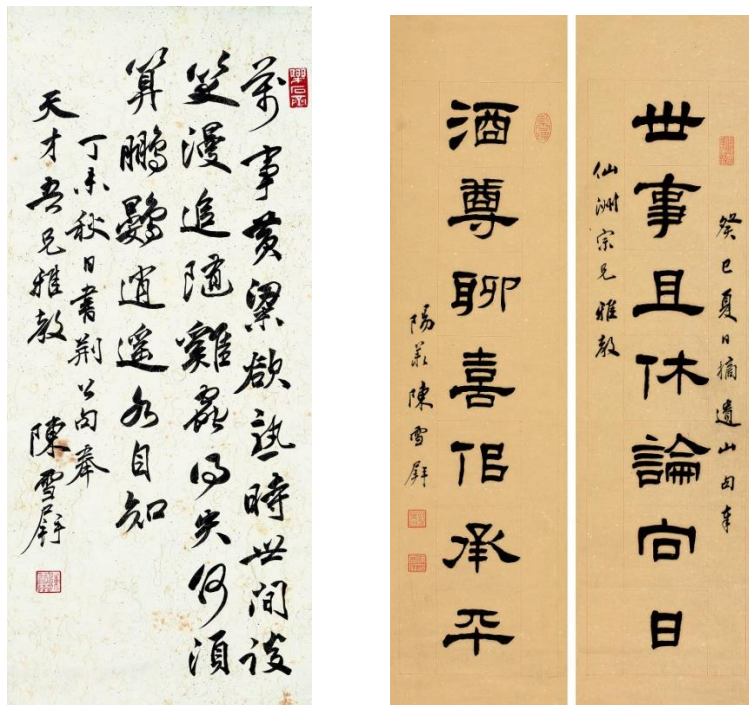 萬事黃粱欲熟時世間談
笑漫追隨雞蟲得失何須
算鵬鷃逍遙各自知
丁未秋日書荊公句奉
天才吾兄雅教
陳雪屏
癸巳夏日摘遺山句奉
世事且休論向日
仙洲宗兄雅教
酒尊聊喜佀承平
陽羨陳雪屏